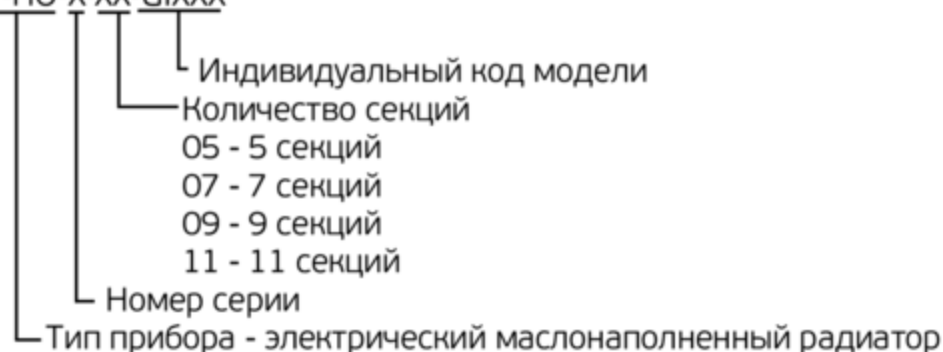 Индивидуальный код модели
Количество секций
05 - 5 секций
07 - 7 секций
09 - 9 секций
11 - 11 секций
Номер серии
Тип прибора - электрический маслонаполненный радиатор